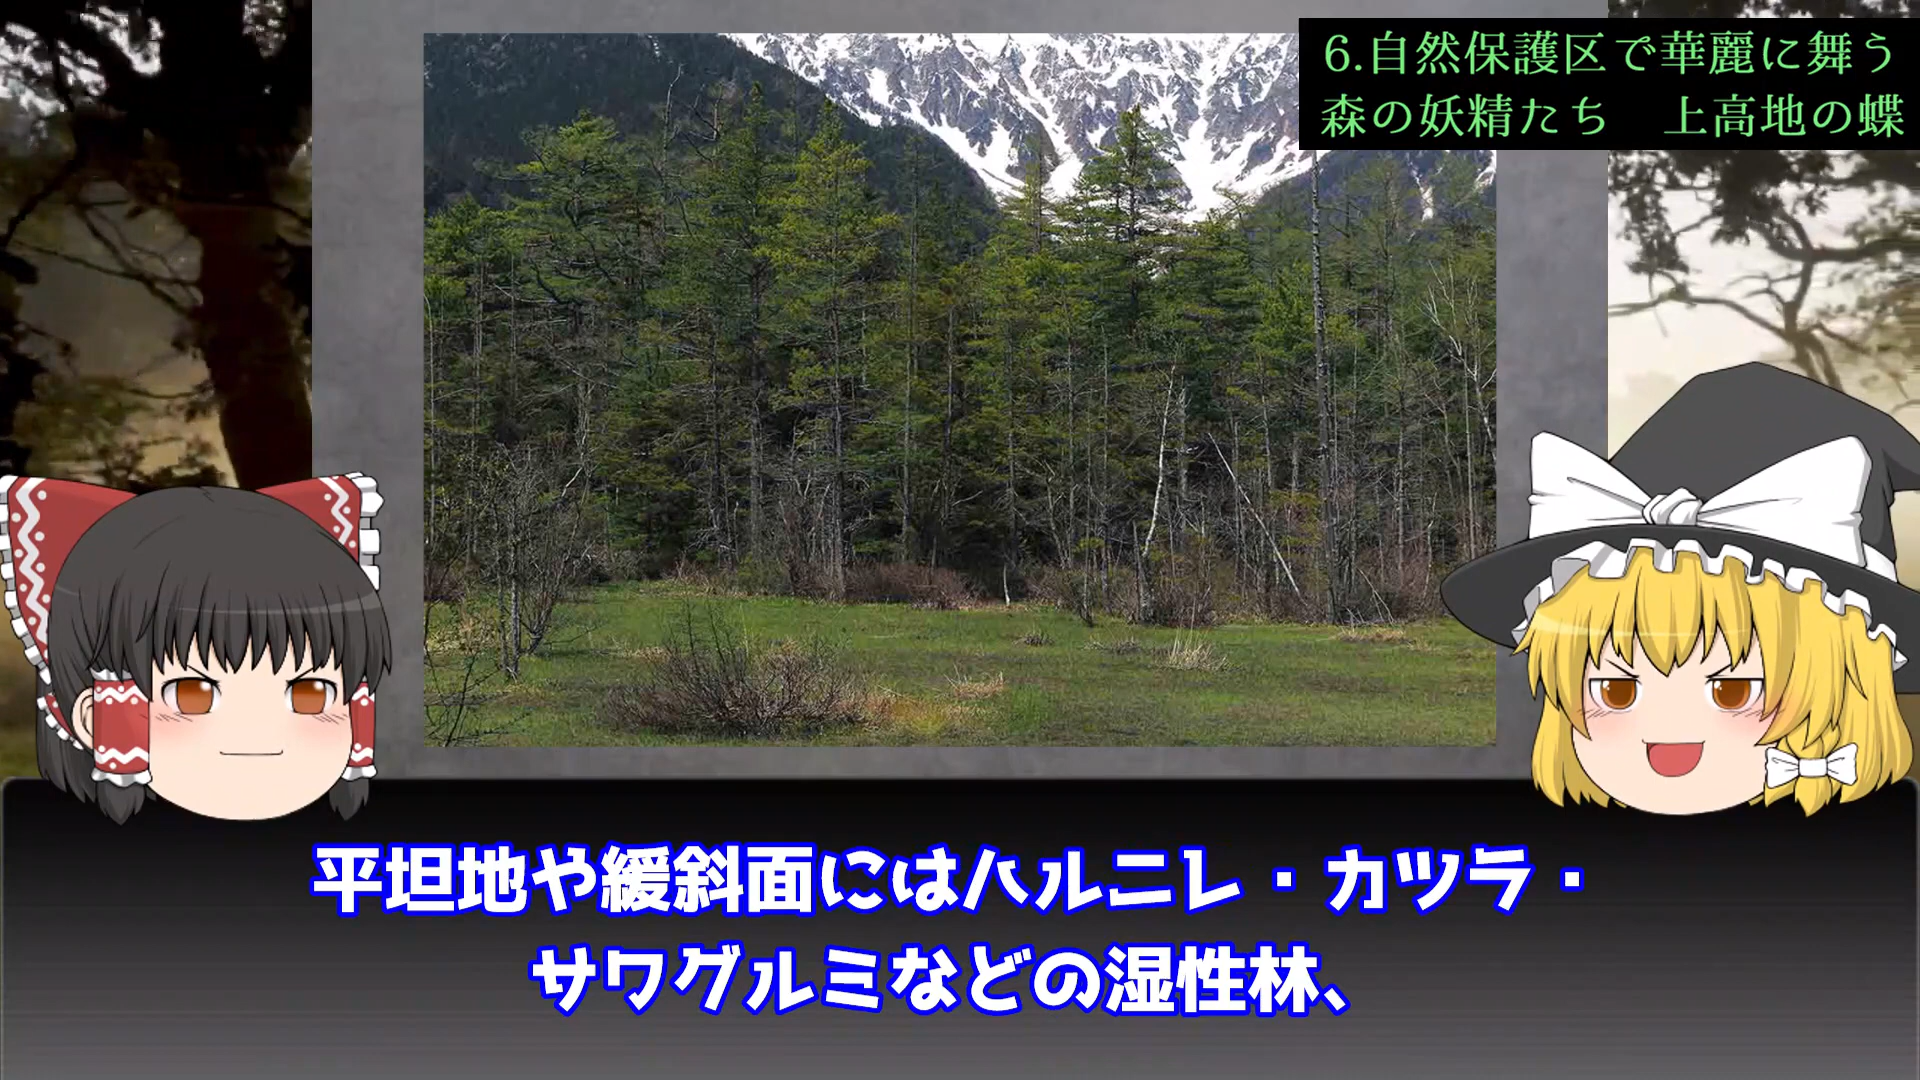 6.自然保護区で華麗に舞う
森の妖精たち　上高地の蝶
平坦地や緩斜面にはハルニレ・カツラ・
サワグルミなどの湿性林、